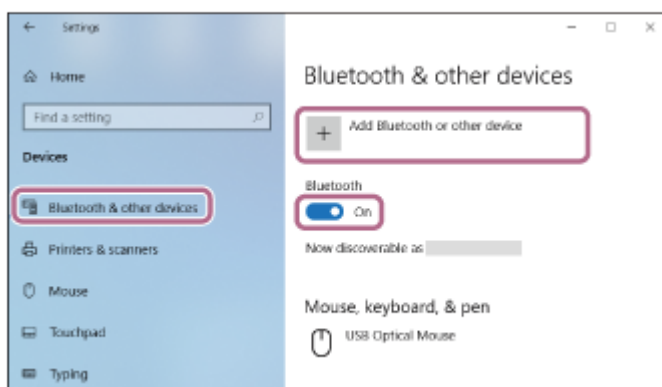 Settings
Home
Find a setting
Devices
Bluetooth & other devices
Printers & scanners
Mouse
Touchpad
Typing
Bluetooth & other devices
Add Bluetooth or other device
Bluetooth
On
Now discoverable as
Mouse, keyboard, & pen
USB Optical Mouse